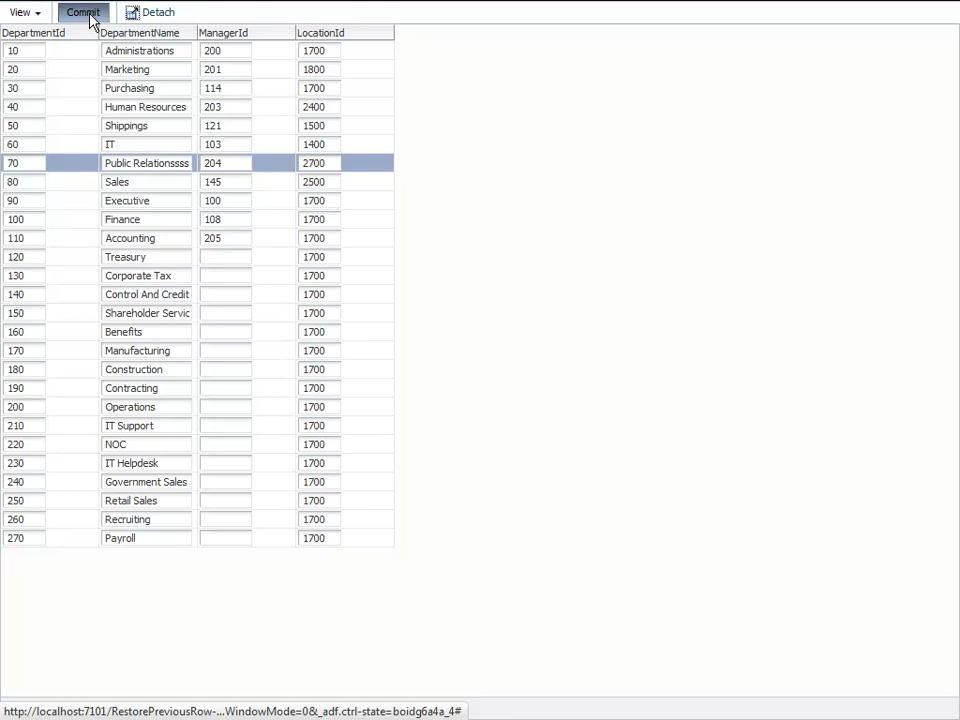 View Commit Detach
DepartmentId DepartmentName ManagerId LocationId
10 Administrations 200 1700
20 Marketing 201 1800
30 Purchasing 114 1700
40 Human Resources 203 2400
50 Shippings 121 1500
60 IT 103 1400
70 Public Relationssss 204 2700
80 Sales 145 2500
90 Executive 100 1700
100 Finance 108 1700
110 Accounting 205 1700
120 Treasury 1700
130 Corporate Tax 1700
140 Control And Credit 1700
150 Shareholder Servic 1700
160 Benefits 1700
170 Manufacturing 1700
180 Construction 1700
190 Contracting 1700
200 Operations 1700
210 IT Support 1700
220 NOC 1700
230 IT Helpdesk 1700
240 Government Sales 1700
250 Retail Sales 1700
260 Recruiting 1700
270 Payroll 1700
http://localhost:7101/RestorePreviousRow-...WindowMode=0&_adf.ctrl-state=boidg6a4a_4#